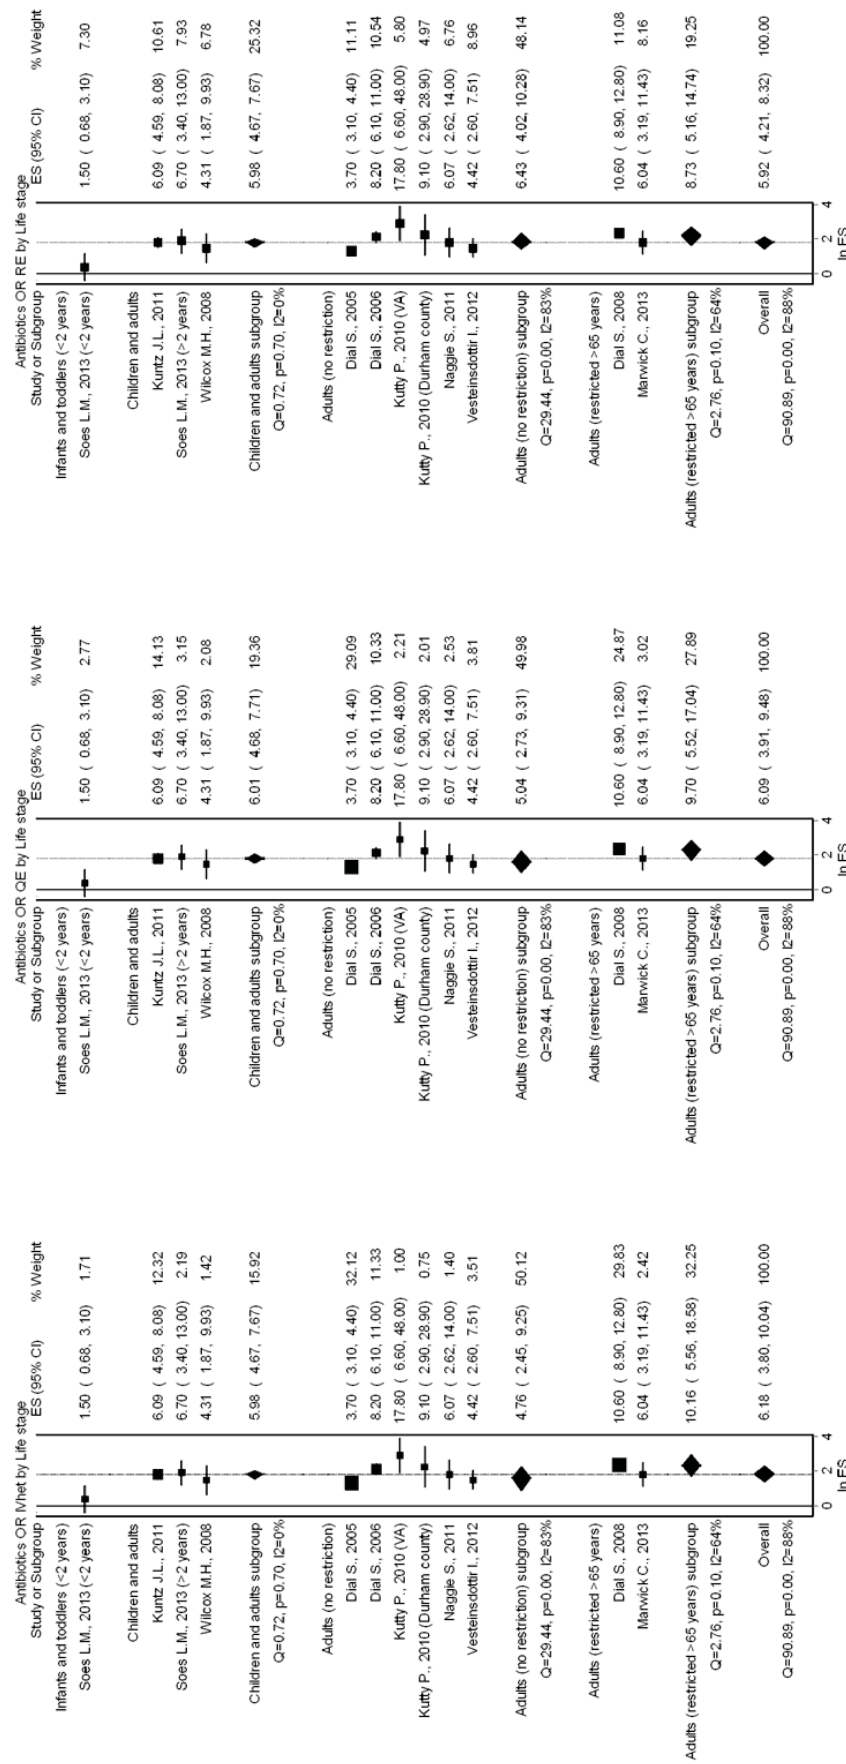 Antibiotics OR IVhet by Life stage
Study or Subgroup ES (95% CI) % Weight
Infants and toddlers (<2 years)
Soes L.M., 2013 (<2 years) 1.50 ( 0.68, 3.10) 1.71
Children and adults
Kuntz J.L., 2011 6.09 ( 4.59, 8.08) 12.32
Soes L.M., 2013 (>2 years) 6.70 ( 3.40, 13.00) 2.19
Wilcox M.H., 2008 4.31 ( 1.87, 9.93) 1.42
Children and adults subgroup 5.98 ( 4.67, 7.67) 15.92
Q=0.72, p=0.70, I2=0%
Adults (no restriction)
Dial S., 2005 3.70 ( 3.10, 4.40) 32.12
Dial S., 2006 8.20 ( 6.10, 11.00) 11.33
Kutty P., 2010 (VA) 17.80 ( 6.60, 48.00) 1.00
Kutty P., 2010 (Durham county) 9.10 ( 2.90, 28.90) 0.75
Naggie S., 2011 6.07 ( 2.62, 14.00) 1.40
Vesteinsdottir I., 2012 4.42 ( 2.60, 7.51) 3.51
Adults (no restriction) subgroup 4.76 ( 2.45, 9.25) 50.12
Q=29.44, p=0.00, I2=83%
Adults (restricted >65 years)
Dial S., 2008 10.60 ( 8.90, 12.80) 29.83
Marwick C., 2013 6.04 ( 3.19, 11.43) 2.42
Adults (restricted >65 years) subgroup 10.16 ( 5.56, 18.58) 32.25
Q=2.76, p=0.10, I2=64%
Overall 6.18 ( 3.80, 10.04) 100.00
Q=90.89, p=0.00, I2=88%
0 2 4
ln ES
Antibiotics OR QE by Life stage
Study or Subgroup ES (95% CI) % Weight
Infants and toddlers (<2 years)
Soes L.M., 2013 (<2 years) 1.50 ( 0.68, 3.10) 2.77
Children and adults
Kuntz J.L., 2011 6.09 ( 4.59, 8.08) 14.13
Soes L.M., 2013 (>2 years) 6.70 ( 3.40, 13.00) 3.15
Wilcox M.H., 2008 4.31 ( 1.87, 9.93) 2.08
Children and adults subgroup 6.01 ( 4.68, 7.71) 19.36
Q=0.72, p=0.70, I2=0%
Adults (no restriction)
Dial S., 2005 3.70 ( 3.10, 4.40) 29.09
Dial S., 2006 8.20 ( 6.10, 11.00) 10.33
Kutty P., 2010 (VA) 17.80 ( 6.60, 48.00) 2.21
Kutty P., 2010 (Durham county) 9.10 ( 2.90, 28.90) 2.01
Naggie S., 2011 6.07 ( 2.62, 14.00) 2.53
Vesteinsdottir I., 2012 4.42 ( 2.60, 7.51) 3.81
Adults (no restriction) subgroup 5.04 ( 2.73, 9.31) 49.98
Q=29.44, p=0.00, I2=83%
Adults (restricted >65 years)
Dial S., 2008 10.60 ( 8.90, 12.80) 24.87
Marwick C., 2013 6.04 ( 3.19, 11.43) 3.02
Adults (restricted >65 years) subgroup 9.70 ( 5.52, 17.04) 27.89
Q=2.76, p=0.10, I2=64%
Overall 6.09 ( 3.91, 9.48) 100.00
Q=90.89, p=0.00, I2=88%
0 2 4
ln ES
Antibiotics OR RE by Life stage
Study or Subgroup ES (95% CI) % Weight
Infants and toddlers (<2 years)
Soes L.M., 2013 (<2 years) 1.50 ( 0.68, 3.10) 7.30
Children and adults
Kuntz J.L., 2011 6.09 ( 4.59, 8.08) 10.61
Soes L.M., 2013 (>2 years) 6.70 ( 3.40, 13.00) 7.93
Wilcox M.H., 2008 4.31 ( 1.87, 9.93) 6.78
Children and adults subgroup 5.98 ( 4.67, 7.67) 25.32
Q=0.72, p=0.70, I2=0%
Adults (no restriction)
Dial S., 2005 3.70 ( 3.10, 4.40) 11.11
Dial S., 2006 8.20 ( 6.10, 11.00) 10.54
Kutty P., 2010 (VA) 17.80 ( 6.60, 48.00) 5.80
Kutty P., 2010 (Durham county) 9.10 ( 2.90, 28.90) 4.97
Naggie S., 2011 6.07 ( 2.62, 14.00) 6.76
Vesteinsdottir I., 2012 4.42 ( 2.60, 7.51) 8.96
Adults (no restriction) subgroup 6.43 ( 4.02, 10.28) 48.14
Q=29.44, p=0.00, I2=83%
Adults (restricted >65 years)
Dial S., 2008 10.60 ( 8.90, 12.80) 11.08
Marwick C., 2013 6.04 ( 3.19, 11.43) 8.16
Adults (restricted >65 years) subgroup 8.73 ( 5.16, 14.74) 19.25
Q=2.76, p=0.10, I2=64%
Overall 5.92 ( 4.21, 8.32) 100.00
Q=90.89, p=0.00, I2=88%
0 2 4
ln ES